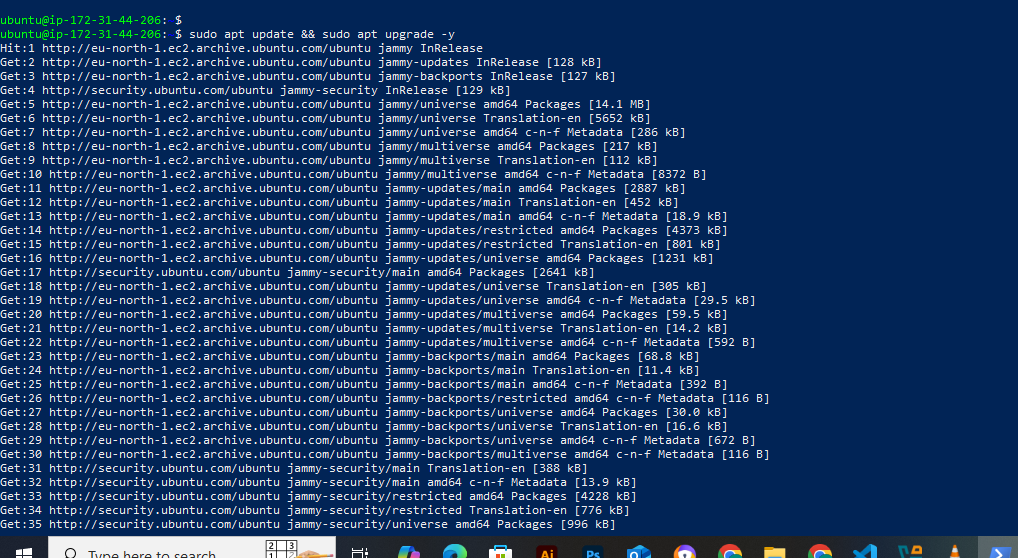 ubuntu@ip-172-31-44-206: $
ubuntu@ip-172-31-44-206: $ sudo apt update && sudo apt upgrade -y
Hit:1 http://eu-north-1.ec2.archive.ubuntu.com/ubuntu jammy InRelease
Get:2 http://eu-north-1.ec2.archive.ubuntu.com/ubuntu jammy-updates InRelease [128 kB]
Get:3 http://eu-north-1.ec2.archive.ubuntu.com/ubuntu jammy-backports InRelease [127 kB]
Get:4 http://security.ubuntu.com/ubuntu jammy-security InRelease [129 kB]
Get:5 http://eu-north-1.ec2.archive.ubuntu.com/ubuntu jammy/universe amd64 Packages [14.1 MB]
Get:6 http://eu-north-1.ec2.archive.ubuntu.com/ubuntu jammy/universe Translation-en [5652 kB]
Get:7 http://eu-north-1.ec2.archive.ubuntu.com/ubuntu jammy/universe amd64 c-n-f Metadata [286 kB]
Get:8 http://eu-north-1.ec2.archive.ubuntu.com/ubuntu jammy/multiverse amd64 Packages [217 kB]
Get:9 http://eu-north-1.ec2.archive.ubuntu.com/ubuntu jammy/multiverse Translation-en [112 kB]
Get:10 http://eu-north-1.ec2.archive.ubuntu.com/ubuntu jammy/multiverse amd64 c-n-f Metadata [8372 B]
Get:11 http://eu-north-1.ec2.archive.ubuntu.com/ubuntu jammy-updates/main amd64 Packages [2887 kB]
Get:12 http://eu-north-1.ec2.archive.ubuntu.com/ubuntu jammy-updates/main Translation-en [452 kB]
Get:13 http://eu-north-1.ec2.archive.ubuntu.com/ubuntu jammy-updates/main amd64 c-n-f Metadata [18.9 kB]
Get:14 http://eu-north-1.ec2.archive.ubuntu.com/ubuntu jammy-updates/restricted amd64 Packages [4373 kB]
Get:15 http://eu-north-1.ec2.archive.ubuntu.com/ubuntu jammy-updates/restricted Translation-en [801 kB]
Get:16 http://eu-north-1.ec2.archive.ubuntu.com/ubuntu jammy-updates/universe amd64 Packages [1231 kB]
Get:17 http://security.ubuntu.com/ubuntu jammy-security/main amd64 Packages [2641 kB]
Get:18 http://eu-north-1.ec2.archive.ubuntu.com/ubuntu jammy-updates/universe Translation-en [305 kB]
Get:19 http://eu-north-1.ec2.archive.ubuntu.com/ubuntu jammy-updates/universe amd64 c-n-f Metadata [29.5 kB]
Get:20 http://eu-north-1.ec2.archive.ubuntu.com/ubuntu jammy-updates/multiverse amd64 Packages [59.5 kB]
Get:21 http://eu-north-1.ec2.archive.ubuntu.com/ubuntu jammy-updates/multiverse Translation-en [14.2 kB]
Get:22 http://eu-north-1.ec2.archive.ubuntu.com/ubuntu jammy-updates/multiverse amd64 c-n-f Metadata [592 B]
Get:23 http://eu-north-1.ec2.archive.ubuntu.com/ubuntu jammy-backports/main amd64 Packages [68.8 kB]
Get:24 http://eu-north-1.ec2.archive.ubuntu.com/ubuntu jammy-backports/main Translation-en [11.4 kB]
Get:25 http://eu-north-1.ec2.archive.ubuntu.com/ubuntu jammy-backports/main amd64 c-n-f Metadata [392 B]
Get:26 http://eu-north-1.ec2.archive.ubuntu.com/ubuntu jammy-backports/restricted amd64 c-n-f Metadata [116 B]
Get:27 http://eu-north-1.ec2.archive.ubuntu.com/ubuntu jammy-backports/universe amd64 Packages [30.0 kB]
Get:28 http://eu-north-1.ec2.archive.ubuntu.com/ubuntu jammy-backports/universe Translation-en [16.6 kB]
Get:29 http://eu-north-1.ec2.archive.ubuntu.com/ubuntu jammy-backports/universe amd64 c-n-f Metadata [672 B]
Get:30 http://eu-north-1.ec2.archive.ubuntu.com/ubuntu jammy-backports/multiverse amd64 c-n-f Metadata [116 B]
Get:31 http://security.ubuntu.com/ubuntu jammy-security/main Translation-en [388 kB]
Get:32 http://security.ubuntu.com/ubuntu jammy-security/main amd64 c-n-f Metadata [13.9 kB]
Get:33 http://security.ubuntu.com/ubuntu jammy-security/restricted amd64 Packages [4228 kB]
Get:34 http://security.ubuntu.com/ubuntu jammy-security/restricted Translation-en [776 kB]
Get:35 http://security.ubuntu.com/ubuntu jammy-security/universe amd64 Packages [996 kB]
Type here to search
2 3
1
Ai
Ps